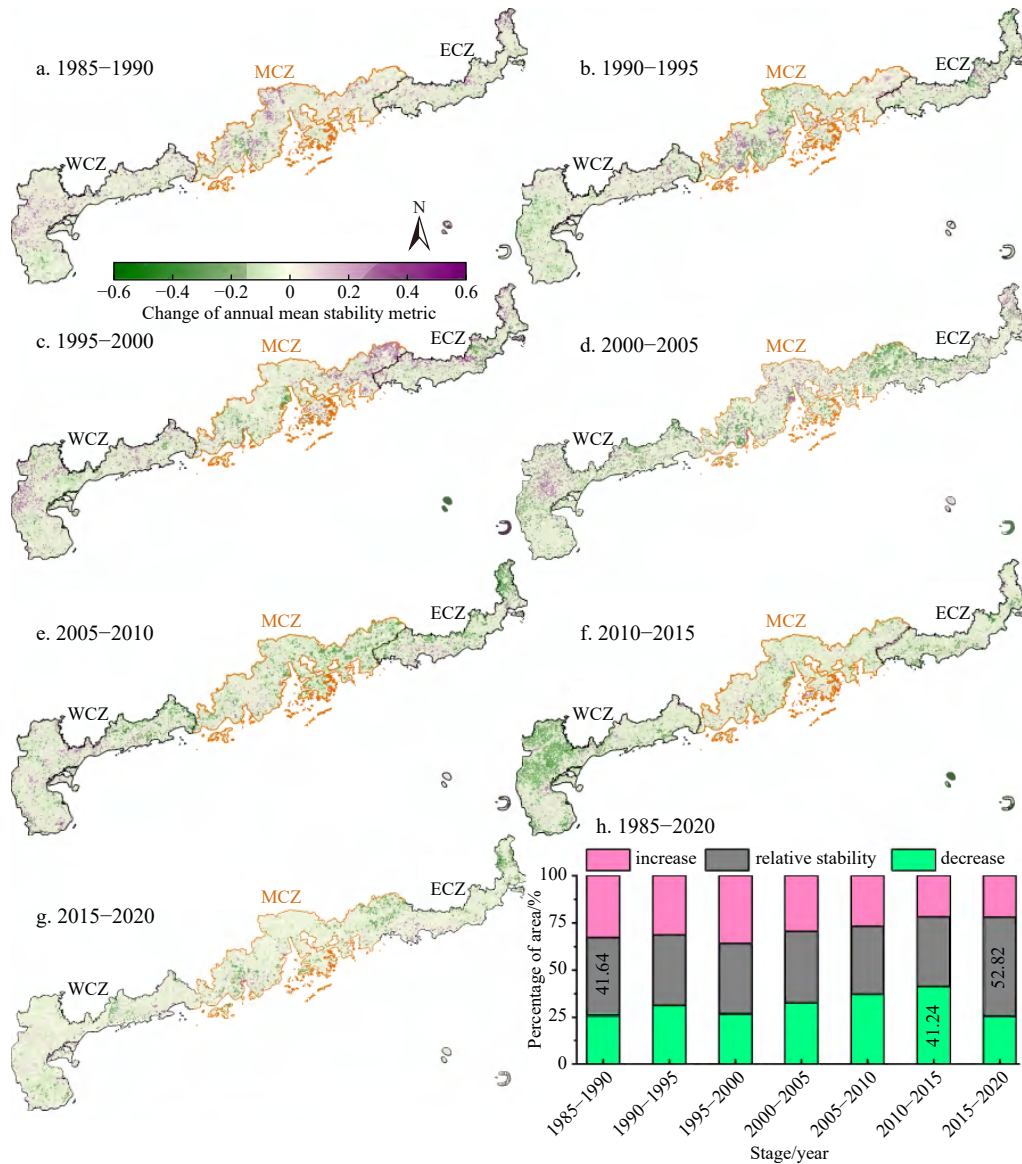 a. 1985−1990
MCZ
ECZ
WCZ
b. 1990−1995
MCZ
ECZ
WCZ
N
−0.6 −0.4 −0.2 0 0.2 0.4 0.6
Change of annual mean stability metric
c. 1995−2000
MCZ
ECZ
WCZ
d. 2000−2005
MCZ
ECZ
WCZ
e. 2005−2010
MCZ
ECZ
WCZ
f. 2010−2015
MCZ
ECZ
WCZ
g. 2015−2020
MCZ
ECZ
WCZ
h. 1985−2020
increase relative stability decrease
Percentage of area/%
100
75
50
25
0
41.64
41.24
52.82
1985−1990
1990−1995
1995−2000
2000−2005
2005−2010
2010−2015
2015−2020
Stage/year